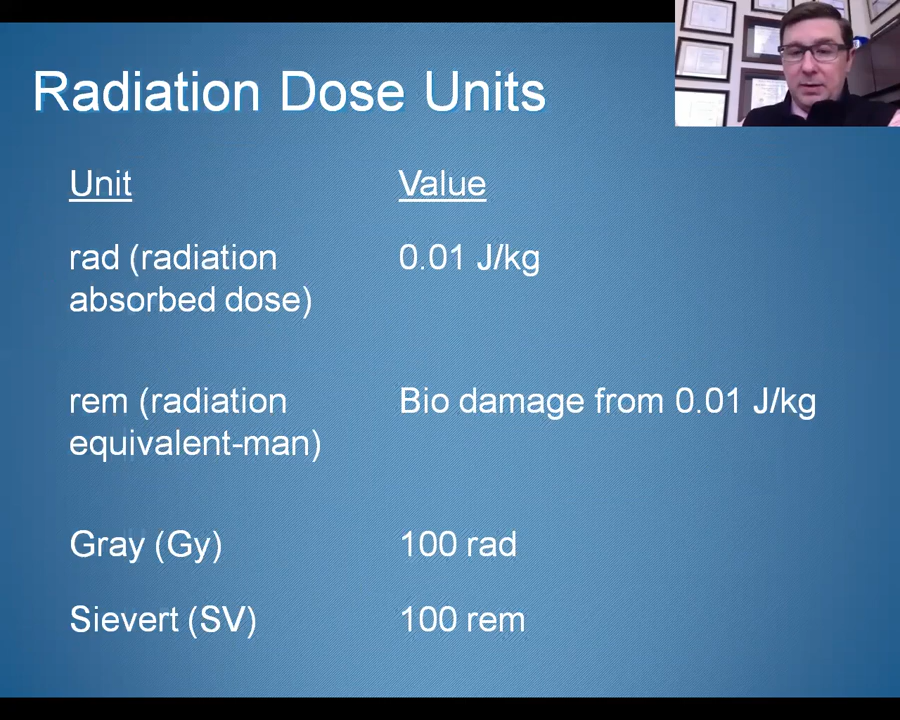 Radiation Dose Units
Unit Value
rad (radiation 0.01 J/kg
absorbed dose)
rem (radiation Bio damage from 0.01 J/kg
equivalent-man)
Gray (Gy) 100 rad
Sievert (SV) 100 rem